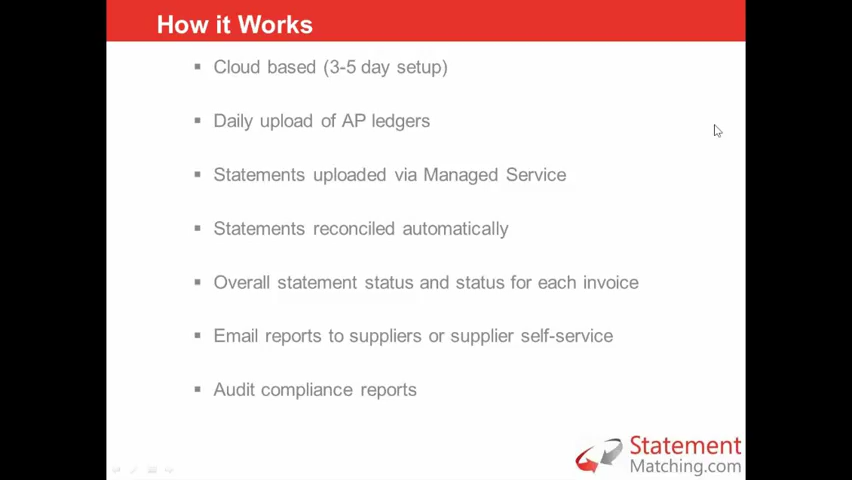 How it Works
Cloud based (3-5 day setup)
Daily upload of AP ledgers
Statements uploaded via Managed Service
Statements reconciled automatically
Overall statement status and status for each invoice
Email reports to suppliers or supplier self-service
Audit compliance reports
Statement
Matching.com